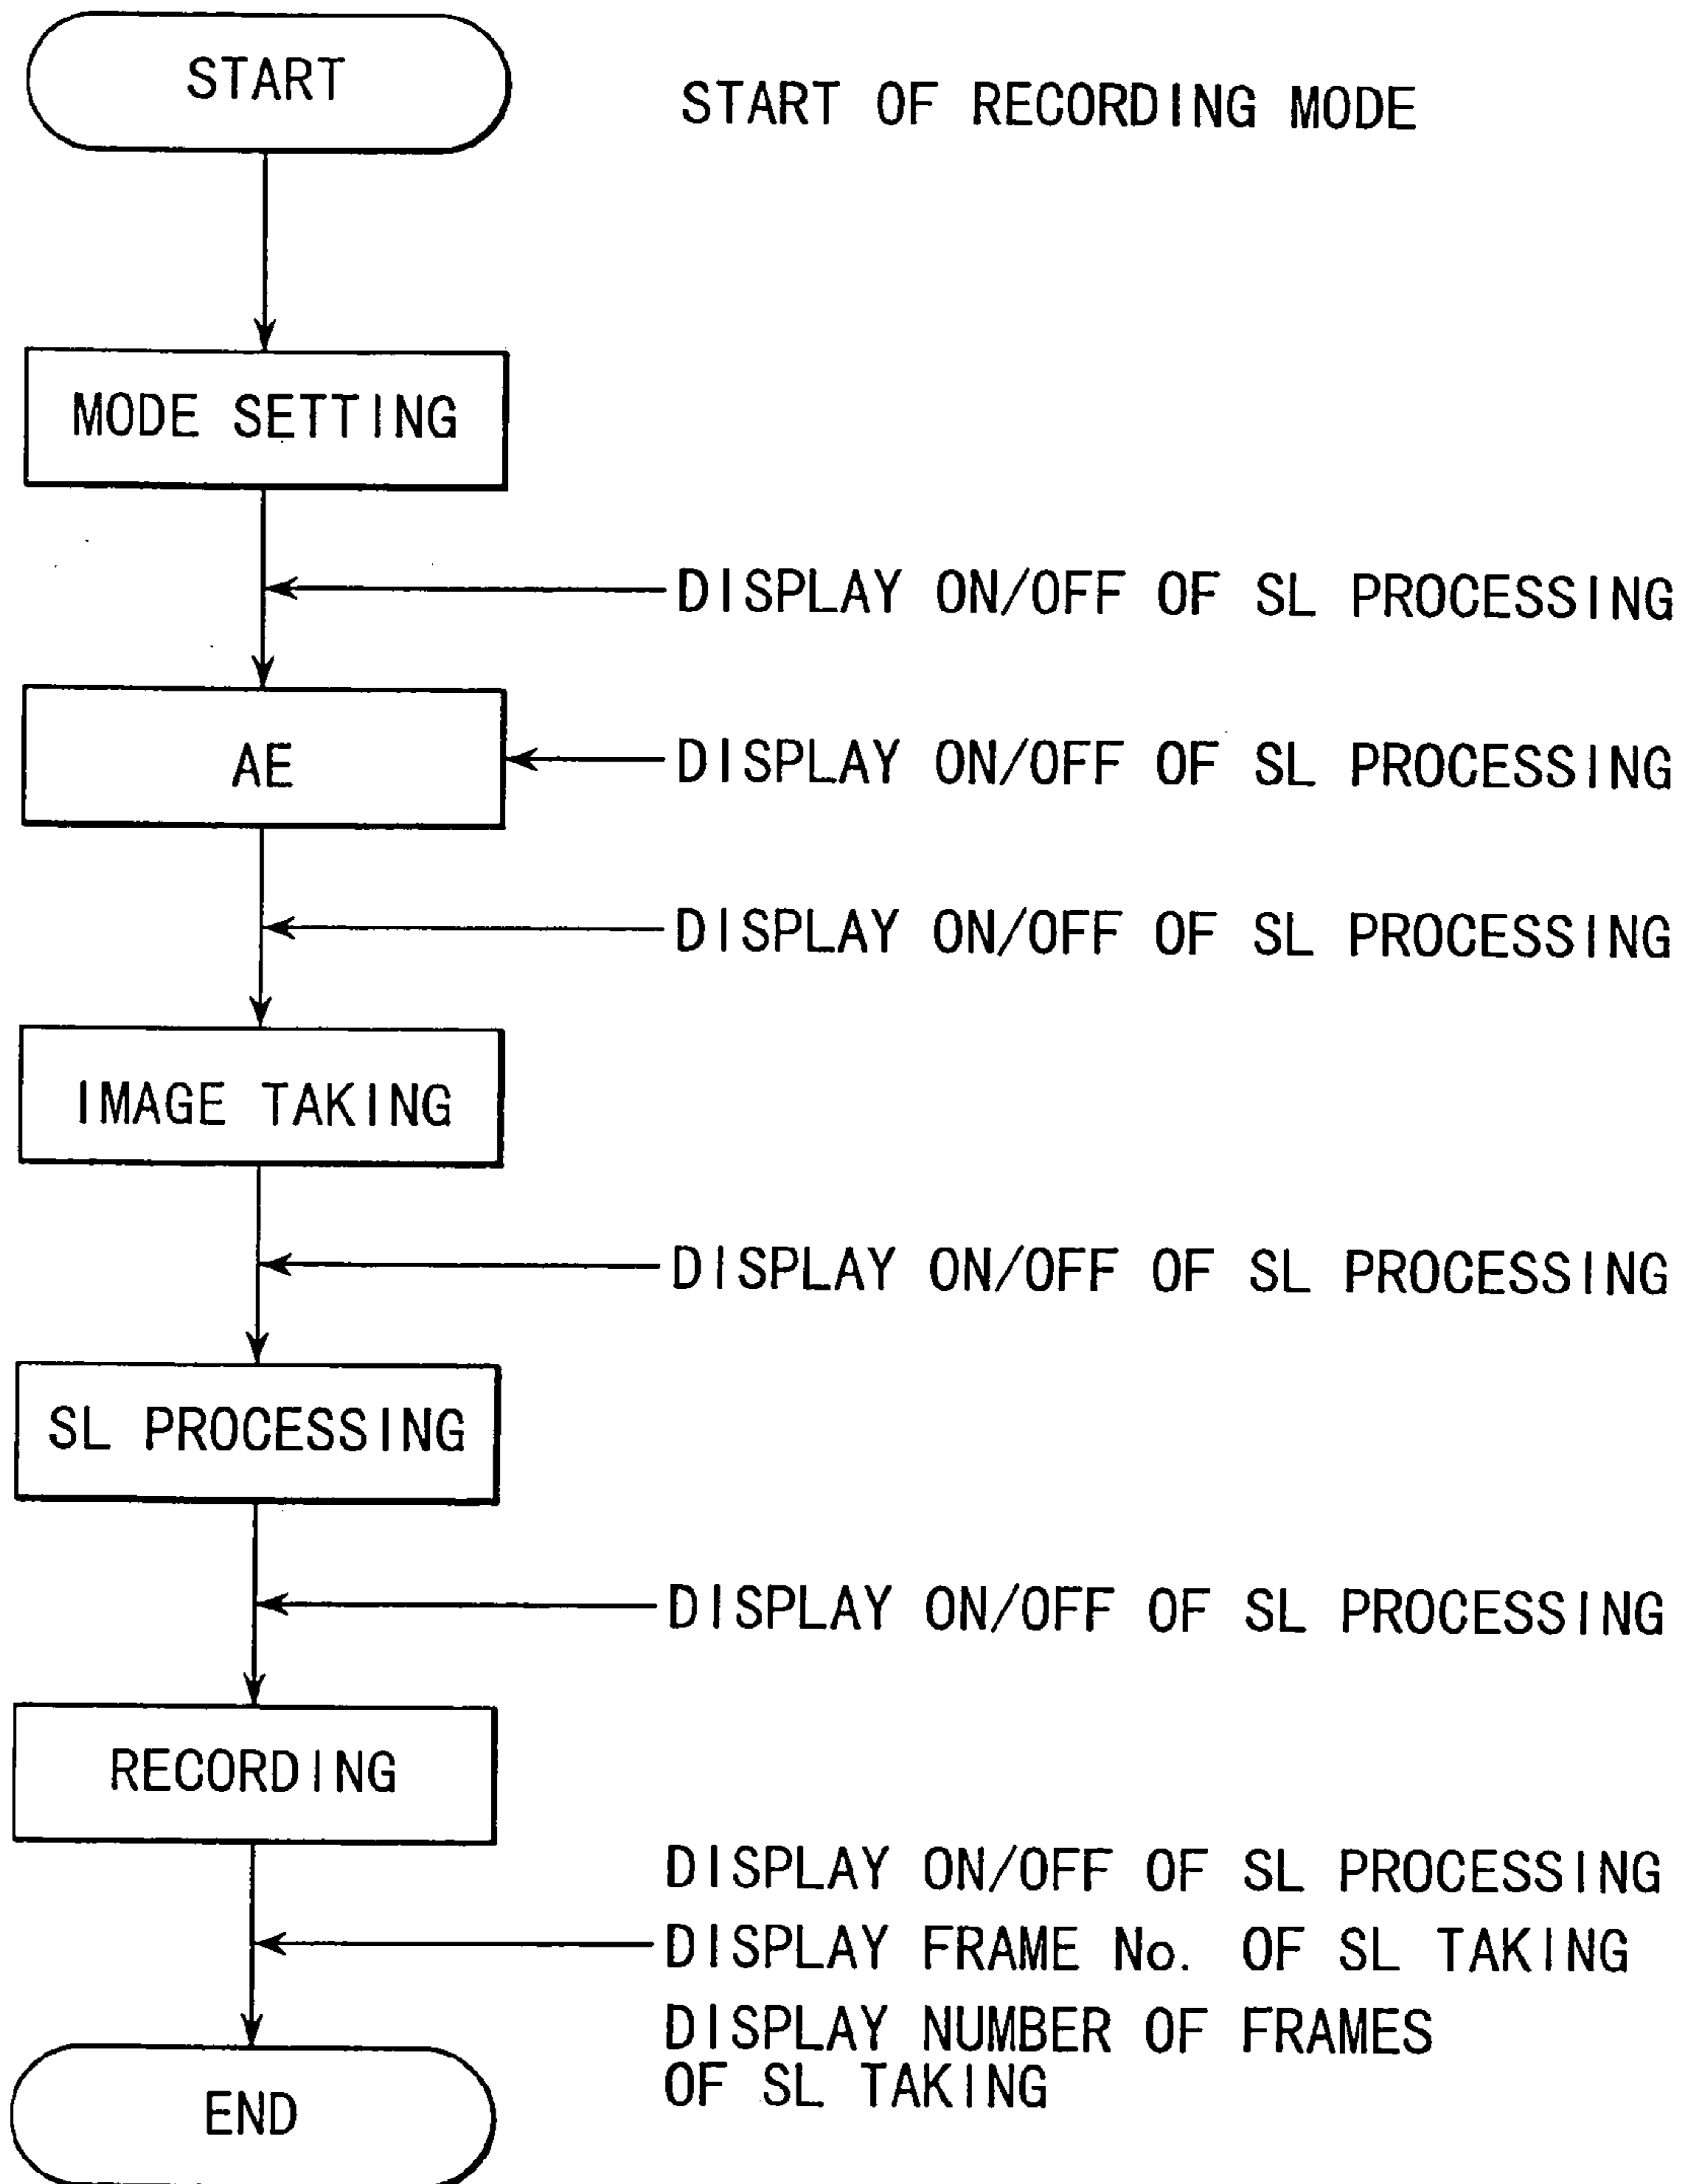 START
START OF RECORDING MODE
MODE SETTING
DISPLAY ON/OFF OF SL PROCESSING
AE
DISPLAY ON/OFF OF SL PROCESSING
DISPLAY ON/OFF OF SL PROCESSING
IMAGE TAKING
DISPLAY ON/OFF OF SL PROCESSING
SL PROCESSING
DISPLAY ON/OFF OF SL PROCESSING
RECORDING
DISPLAY ON/OFF OF SL PROCESSING
DISPLAY FRAME No. OF SL TAKING
DISPLAY NUMBER OF FRAMES
OF SL TAKING
END